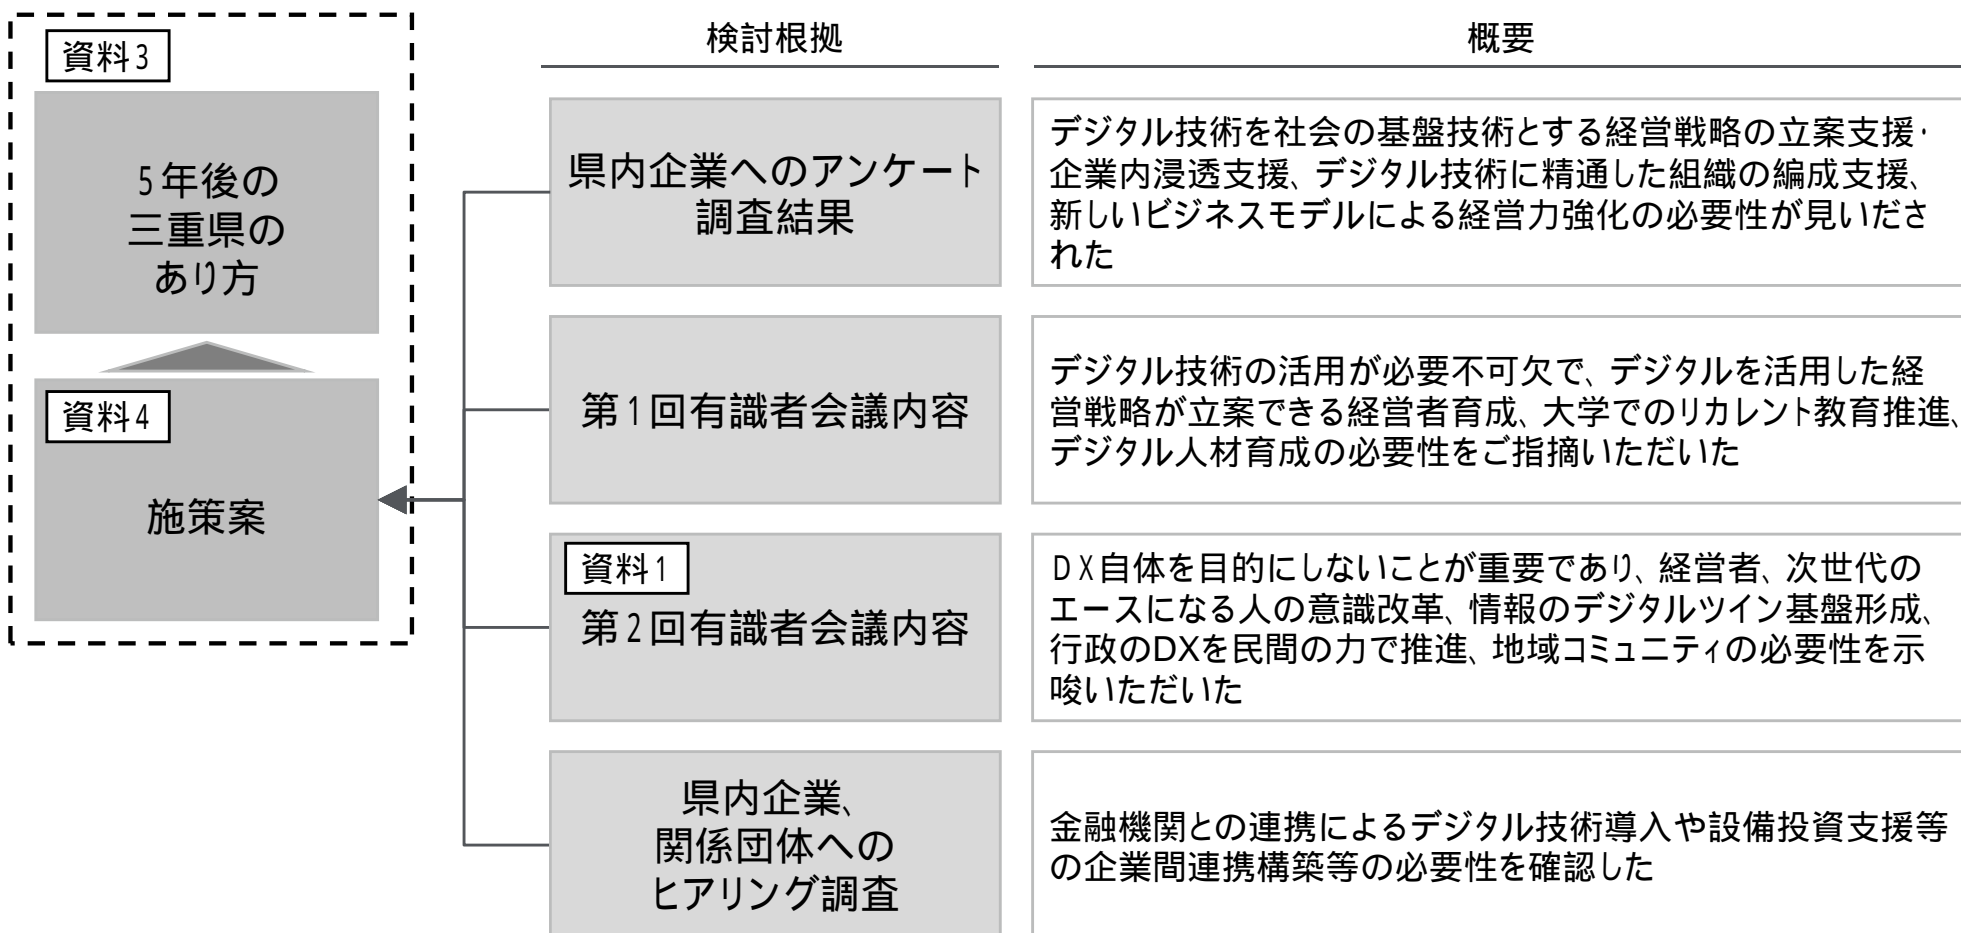 資料3
5年後の
三重県の
あり方
資料4
施策案
検討根拠
概要
県内企業へのアンケート
調査結果
デジタル技術を社会の基盤技術とする経営戦略の立案支援・
企業内浸透支援、デジタル技術に精通した組織の編成支援、
新しいビジネスモデルによる経営力強化の必要性が見いださ
れた
第1回有識者会議内容
デジタル技術の活用が必要不可欠で、デジタルを活用した経
営戦略が立案できる経営者育成、大学でのリカレント教育推進、
デジタル人材育成の必要性をご指摘いただいた
資料1
第2回有識者会議内容
DX自体を目的にしないことが重要であり、経営者、次世代の
エースになる人の意識改革、情報のデジタルツイン基盤形成、
行政のDXを民間の力で推進、地域コミュニティの必要性を示
唆いただいた
県内企業、
関係団体への
ヒアリング調査
金融機関との連携によるデジタル技術導入や設備投資支援等
の企業間連携構築等の必要性を確認した